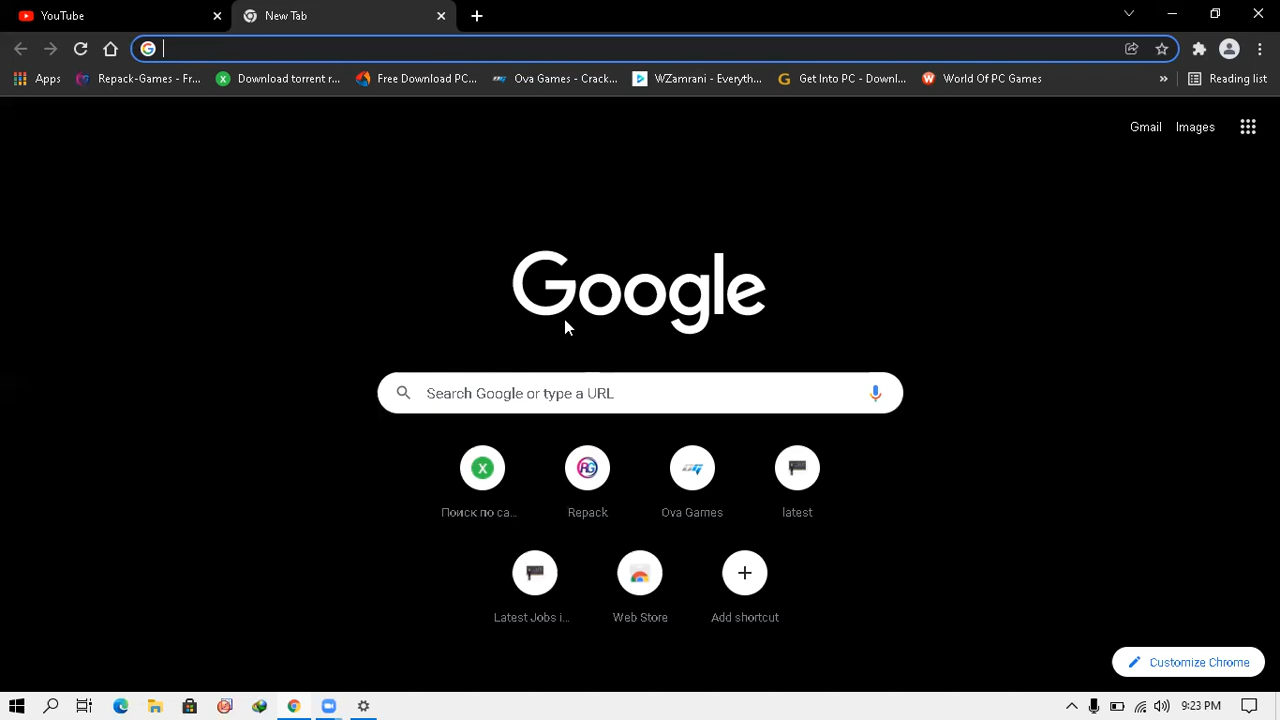 YouTube
New Tab
Apps
Repack-Games - Fr...
Download torrent r...
Free Download PC...
Ova Games - Crack...
WZamrani - Everyth...
Get Into PC - Downl...
World Of PC Games
»
Reading list
Gmail
Images
Google
Search Google or type a URL
X
RG
Поиск по са...
Repack
Ova Games
latest
Latest Jobs i...
Web Store
Add shortcut
Customize Chrome
9:23 PM